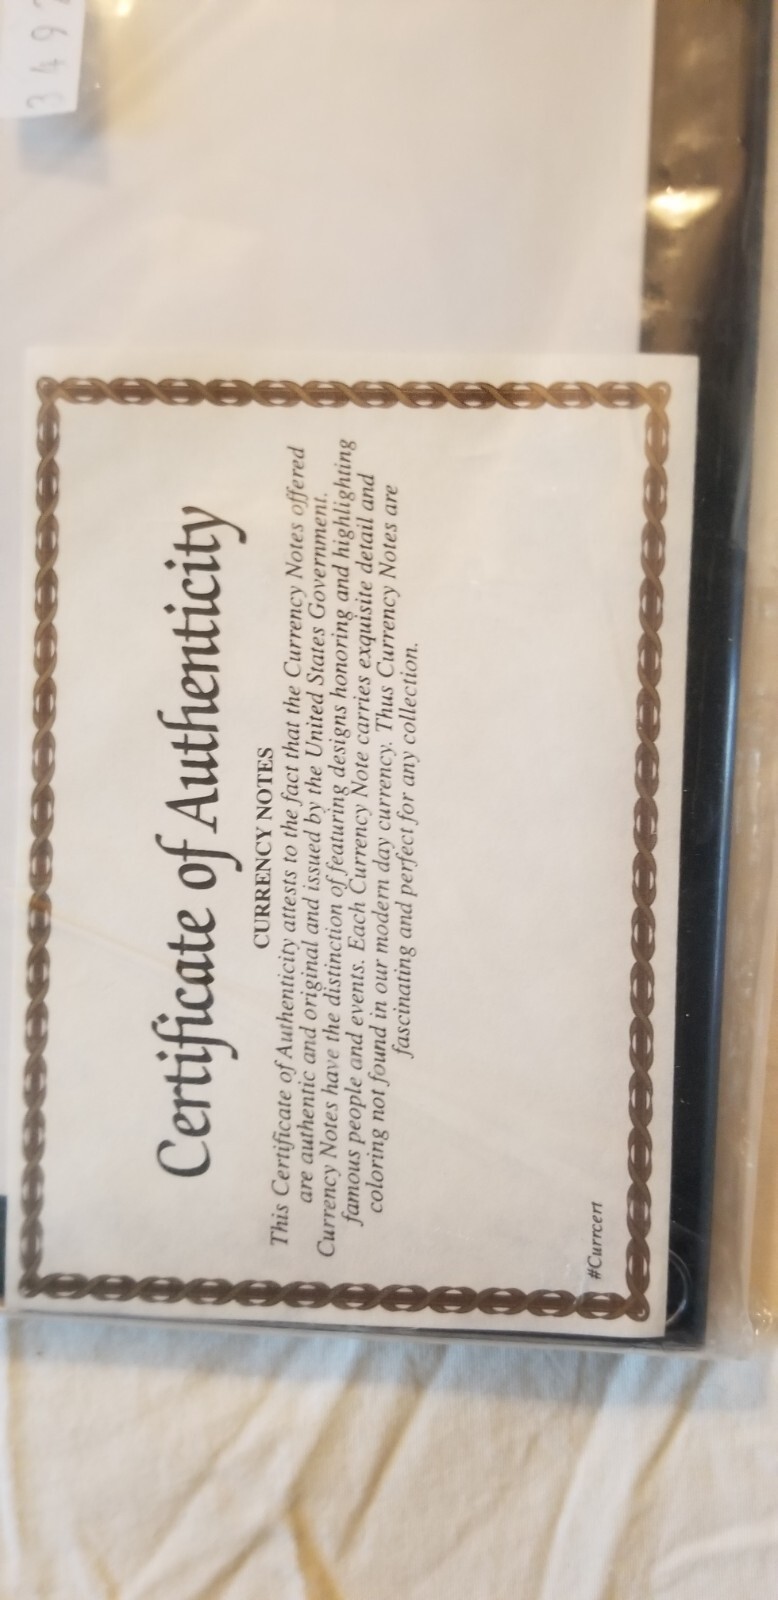 Certificate of Authenticity
CURRENCY NOTES
This Certificate of Authenticity attests to the fact that the Currency Notes offered
are authentic and original and issued by the United States Government.
Currency Notes have the distinction of featuring designs honoring and highlighting
famous people and events. Each Currency Note carries exquisite detail and
coloring not found in our modern day currency. Thus Currency Notes are
fascinating and perfect for any collection.
#Currcert